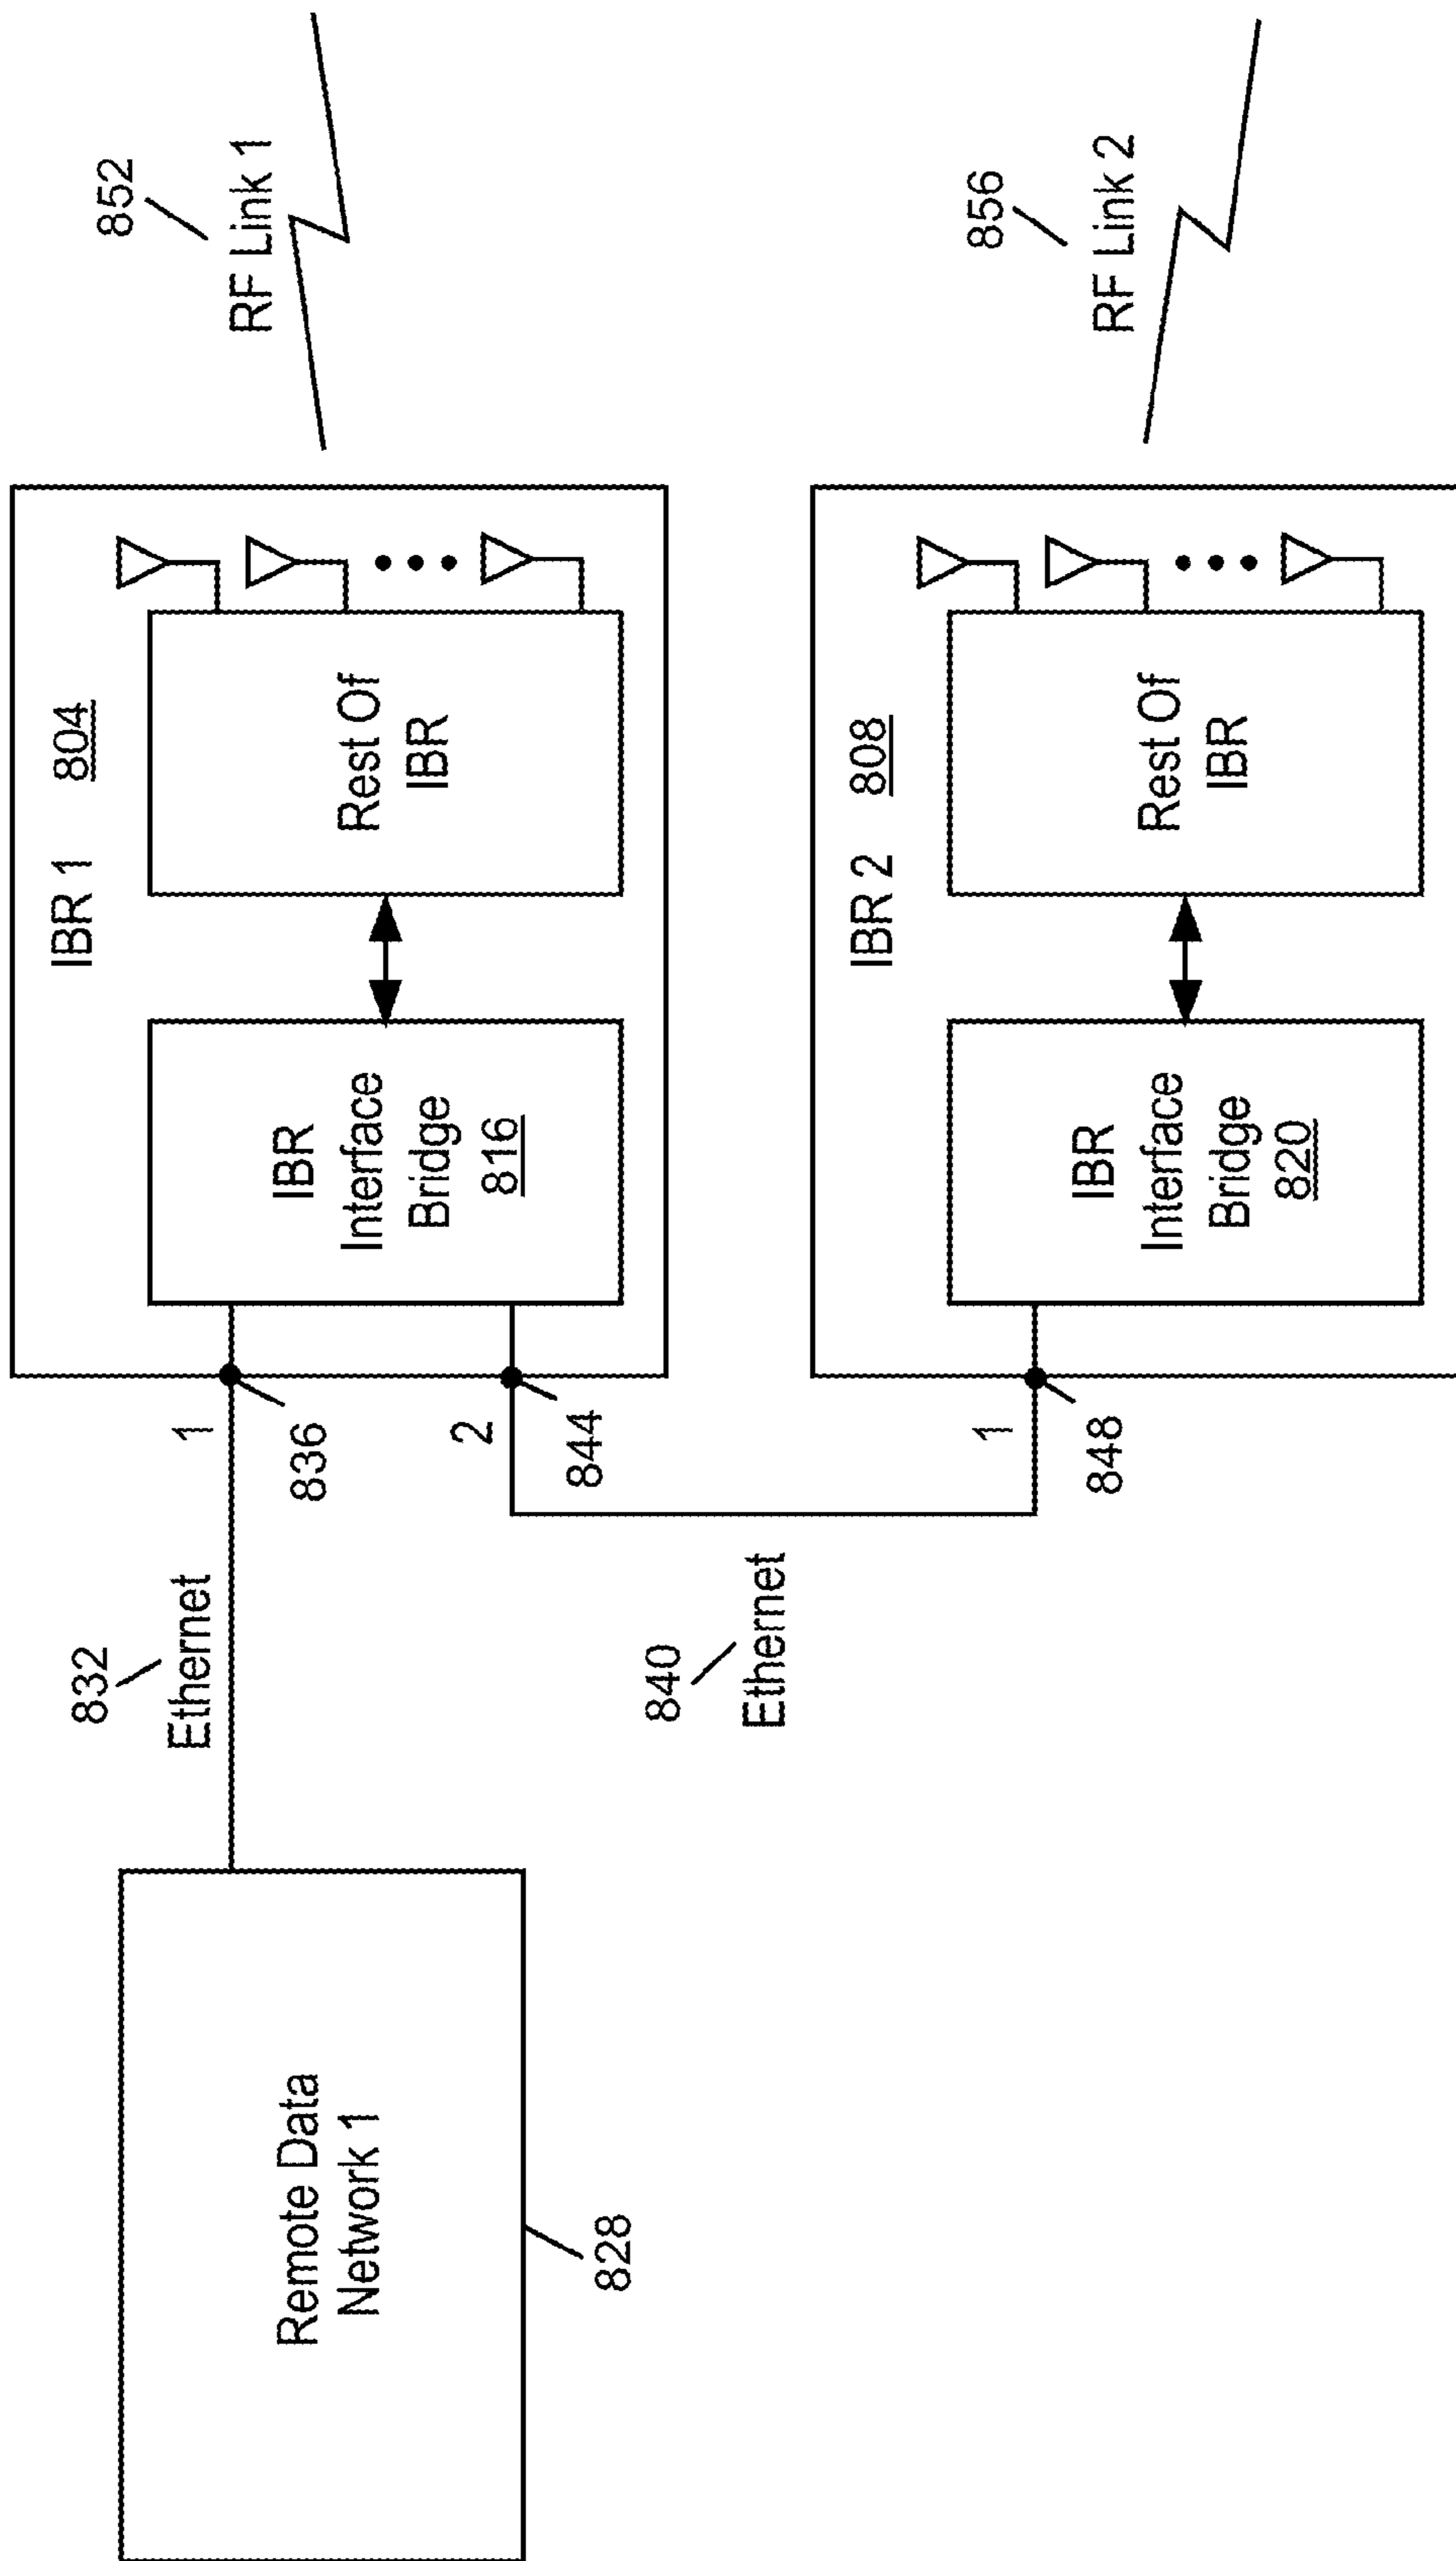 Remote Data
Network 1
828
832
Ethernet
840
Ethernet
1
836
2
844
1
848
IBR 1
804
IBR
Interface
Bridge
816
Rest Of
IBR
IBR 2
808
IBR
Interface
Bridge
820
Rest Of
IBR
852
RF Link 1
856
RF Link 2